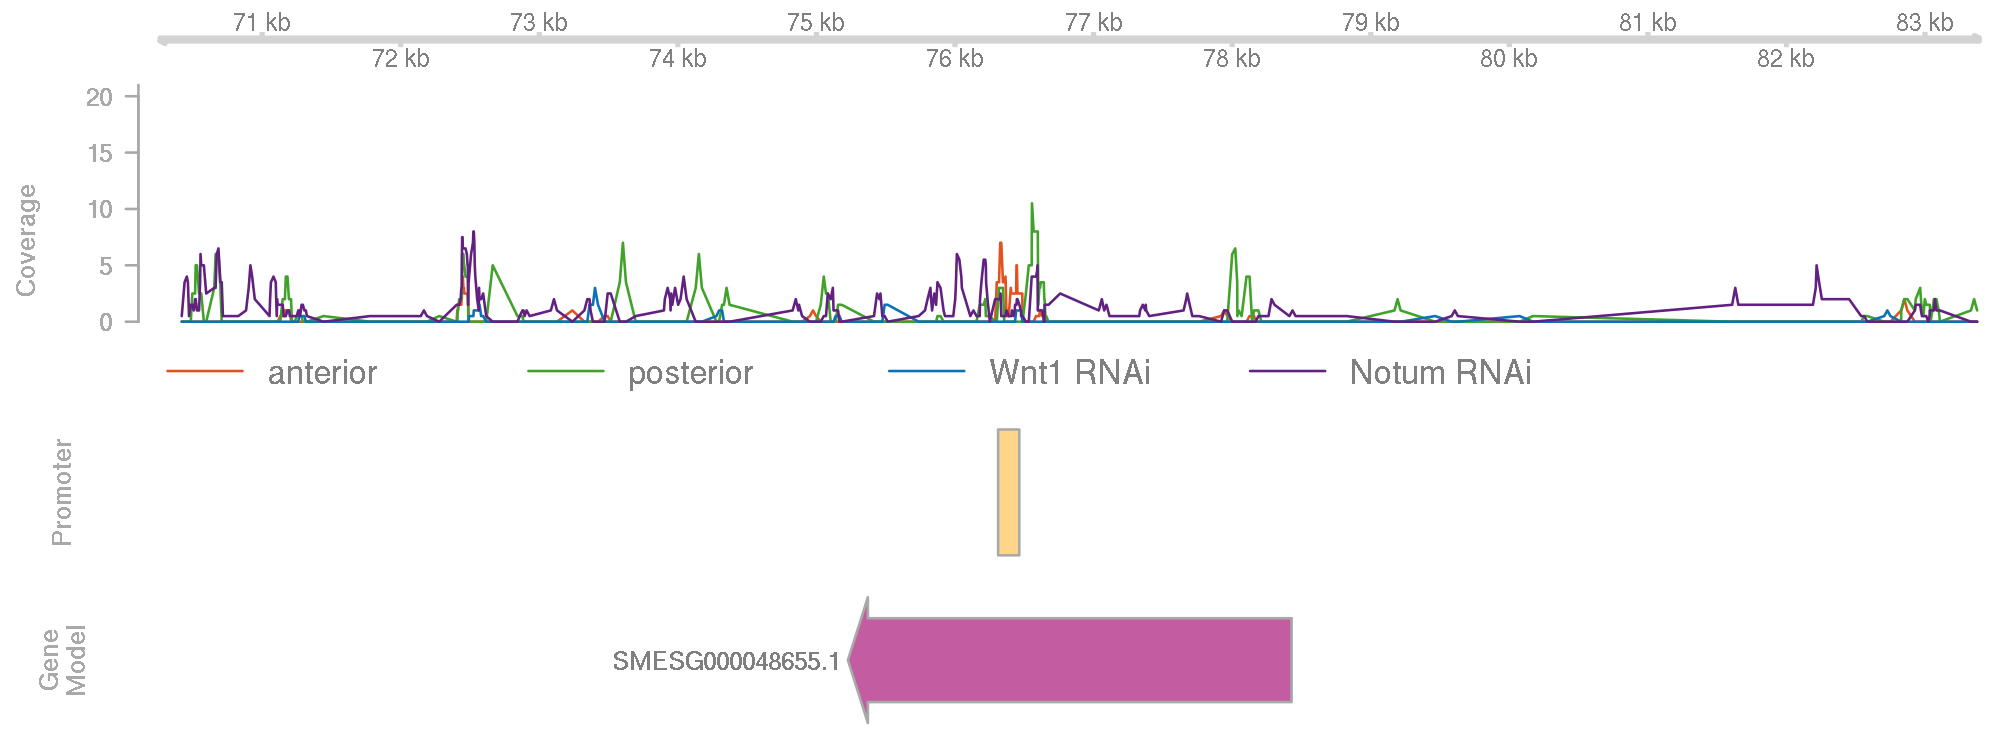 71 kb 73 kb 75 kb 77 kb 79 kb 81 kb 83 kb
72 kb 74 kb 76 kb 78 kb 80 kb 82 kb
Coverage
20
15
10
5
0
anterior posterior Wnt1 RNAi Notum RNAi
Promoter
Gene
Model
SMESG000048655.1